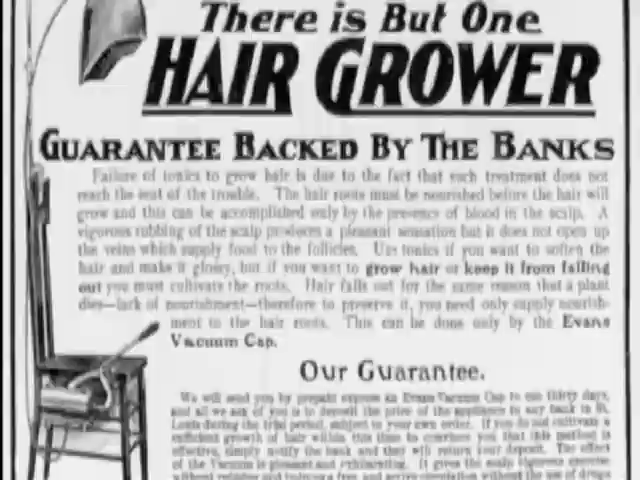 There is But One
HAIR GROWER
GUARANTEE BACKED BY THE BANKS
Failure of tonics to grow hair is due to the fact that such treatment does not
reach the seat of the trouble. The hair roots must be nourished before the hair will
grow and this can be accomplished only by the presence of blood in the scalp. A
vigorous rubbing of the scalp produces a pleasant sensation but it does not open up
the veins which supply food to the follicles. Use tonics if you want to soften the
hair and make it glossy, but if you want to grow hair or keep it from falling
out you must cultivate the roots. Hair falls out for the same reason that a plant
dies—lack of nourishment—therefore to preserve it, you need only supply nourish-
ment to the hair roots. This can be done only by the Evans
Vacuum Cap.
Our Guarantee.
We will send you by prepaid express an Evans Vacuum Cap to use thirty days,
and all we ask of you is to deposit the price of the appliance in any bank in St.
Louis during the trial period, subject to your own order. If you do not cultivate a
sufficient growth of hair within this time to convince you that this method is
effective, simply notify the bank and they will return your deposit. The effect
of the Vacuum is pleasant and exhilarating. It gives the scalp vigorous exercise
without rubbing and the use of drugs